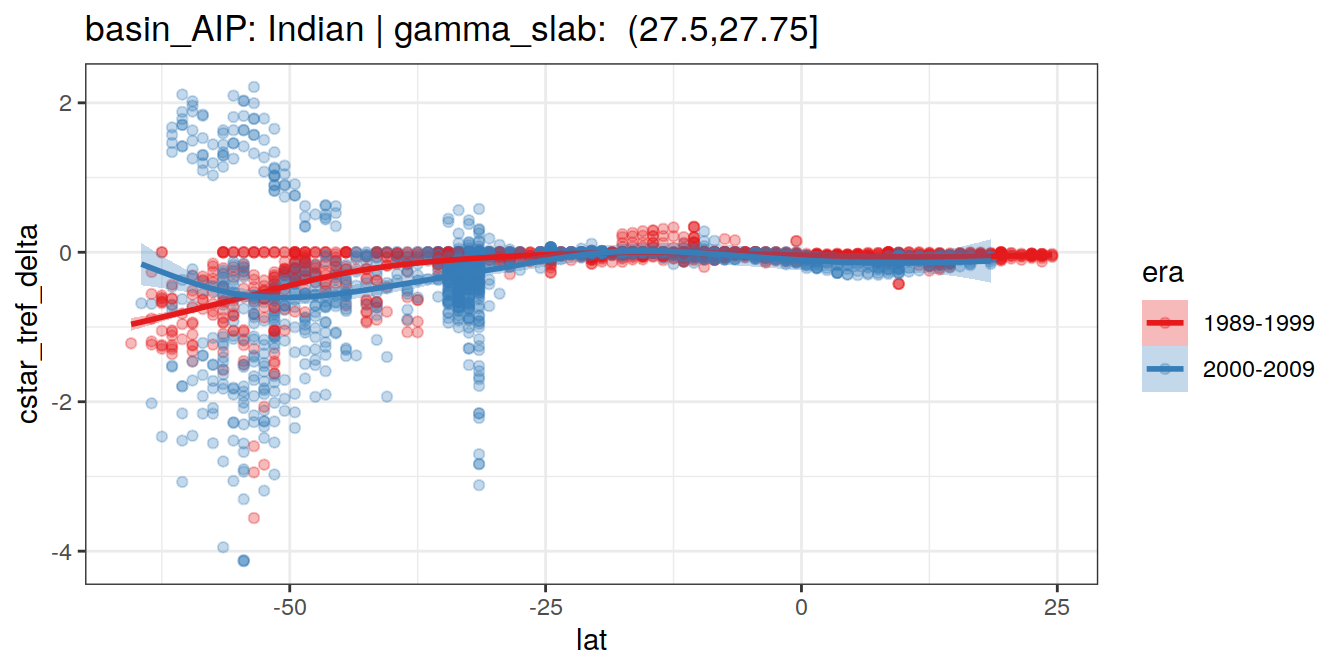 basin_AIP: Indian | gamma_slab:  (27.5,27.75]
2
0
-2
-4
cstar_tref_delta
-50
-25
0
25
lat
era
1989-1999
2000-2009